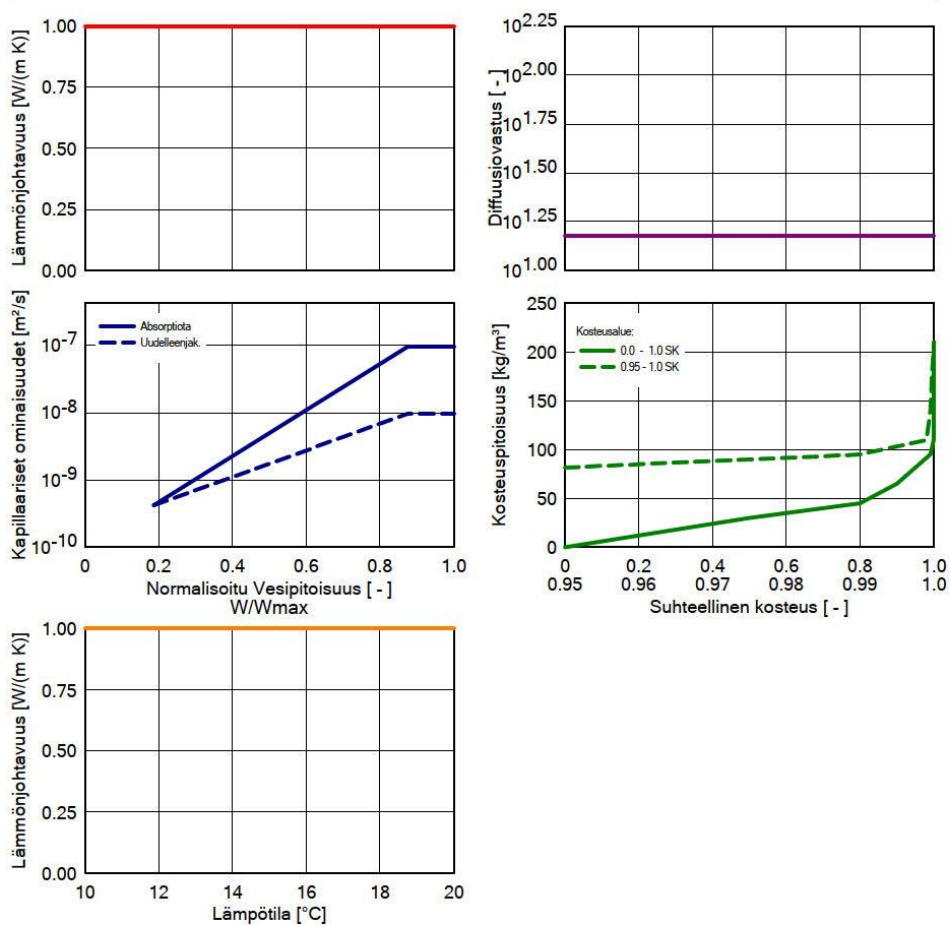 Lämmönjohtavuus [W/(m K)]
1.00
0.75
0.50
0.25
0.00
Diffuusiovastus [ - ]
10^2.25
10^2.00
10^1.75
10^1.50
10^1.25
10^1.00
Kapillaariset ominaisuudet [m²/s]
10^-7
10^-8
10^-9
10^-10
Absorptiota
Uudelleenjak.
0 0.2 0.4 0.6 0.8 1.0
Normalisoitu Vesipitoisuus [ - ]
W/Wmax
Kosteuspitoisuus [kg/m³]
250
200
150
100
50
0
Kosteusalue:
0.0 - 1.0 SK
0.95 - 1.0 SK
0 0.2 0.4 0.6 0.8 1.0
0.95 0.96 0.97 0.98 0.99 1.0
Suhteellinen kosteus [ - ]
Lämmönjohtavuus [W/(m K)]
1.00
0.75
0.50
0.25
0.00
10 12 14 16 18 20
Lämpötila [°C]